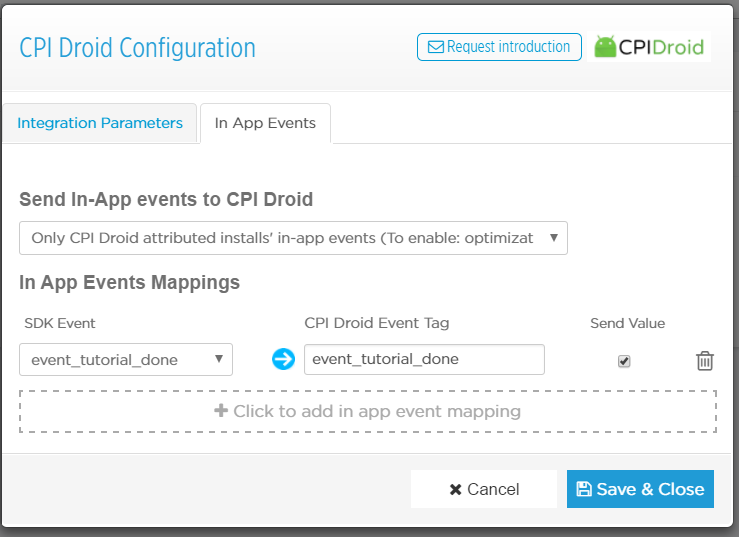 CPI Droid Configuration
Request introduction
CPIDroid
Integration Parameters
In App Events
Send In-App events to CPI Droid
Only CPI Droid attributed installs' in-app events (To enable: optimizat
In App Events Mappings
SDK Event
CPI Droid Event Tag
Send Value
event_tutorial_done
event_tutorial_done
Click to add in app event mapping
Cancel
Save & Close